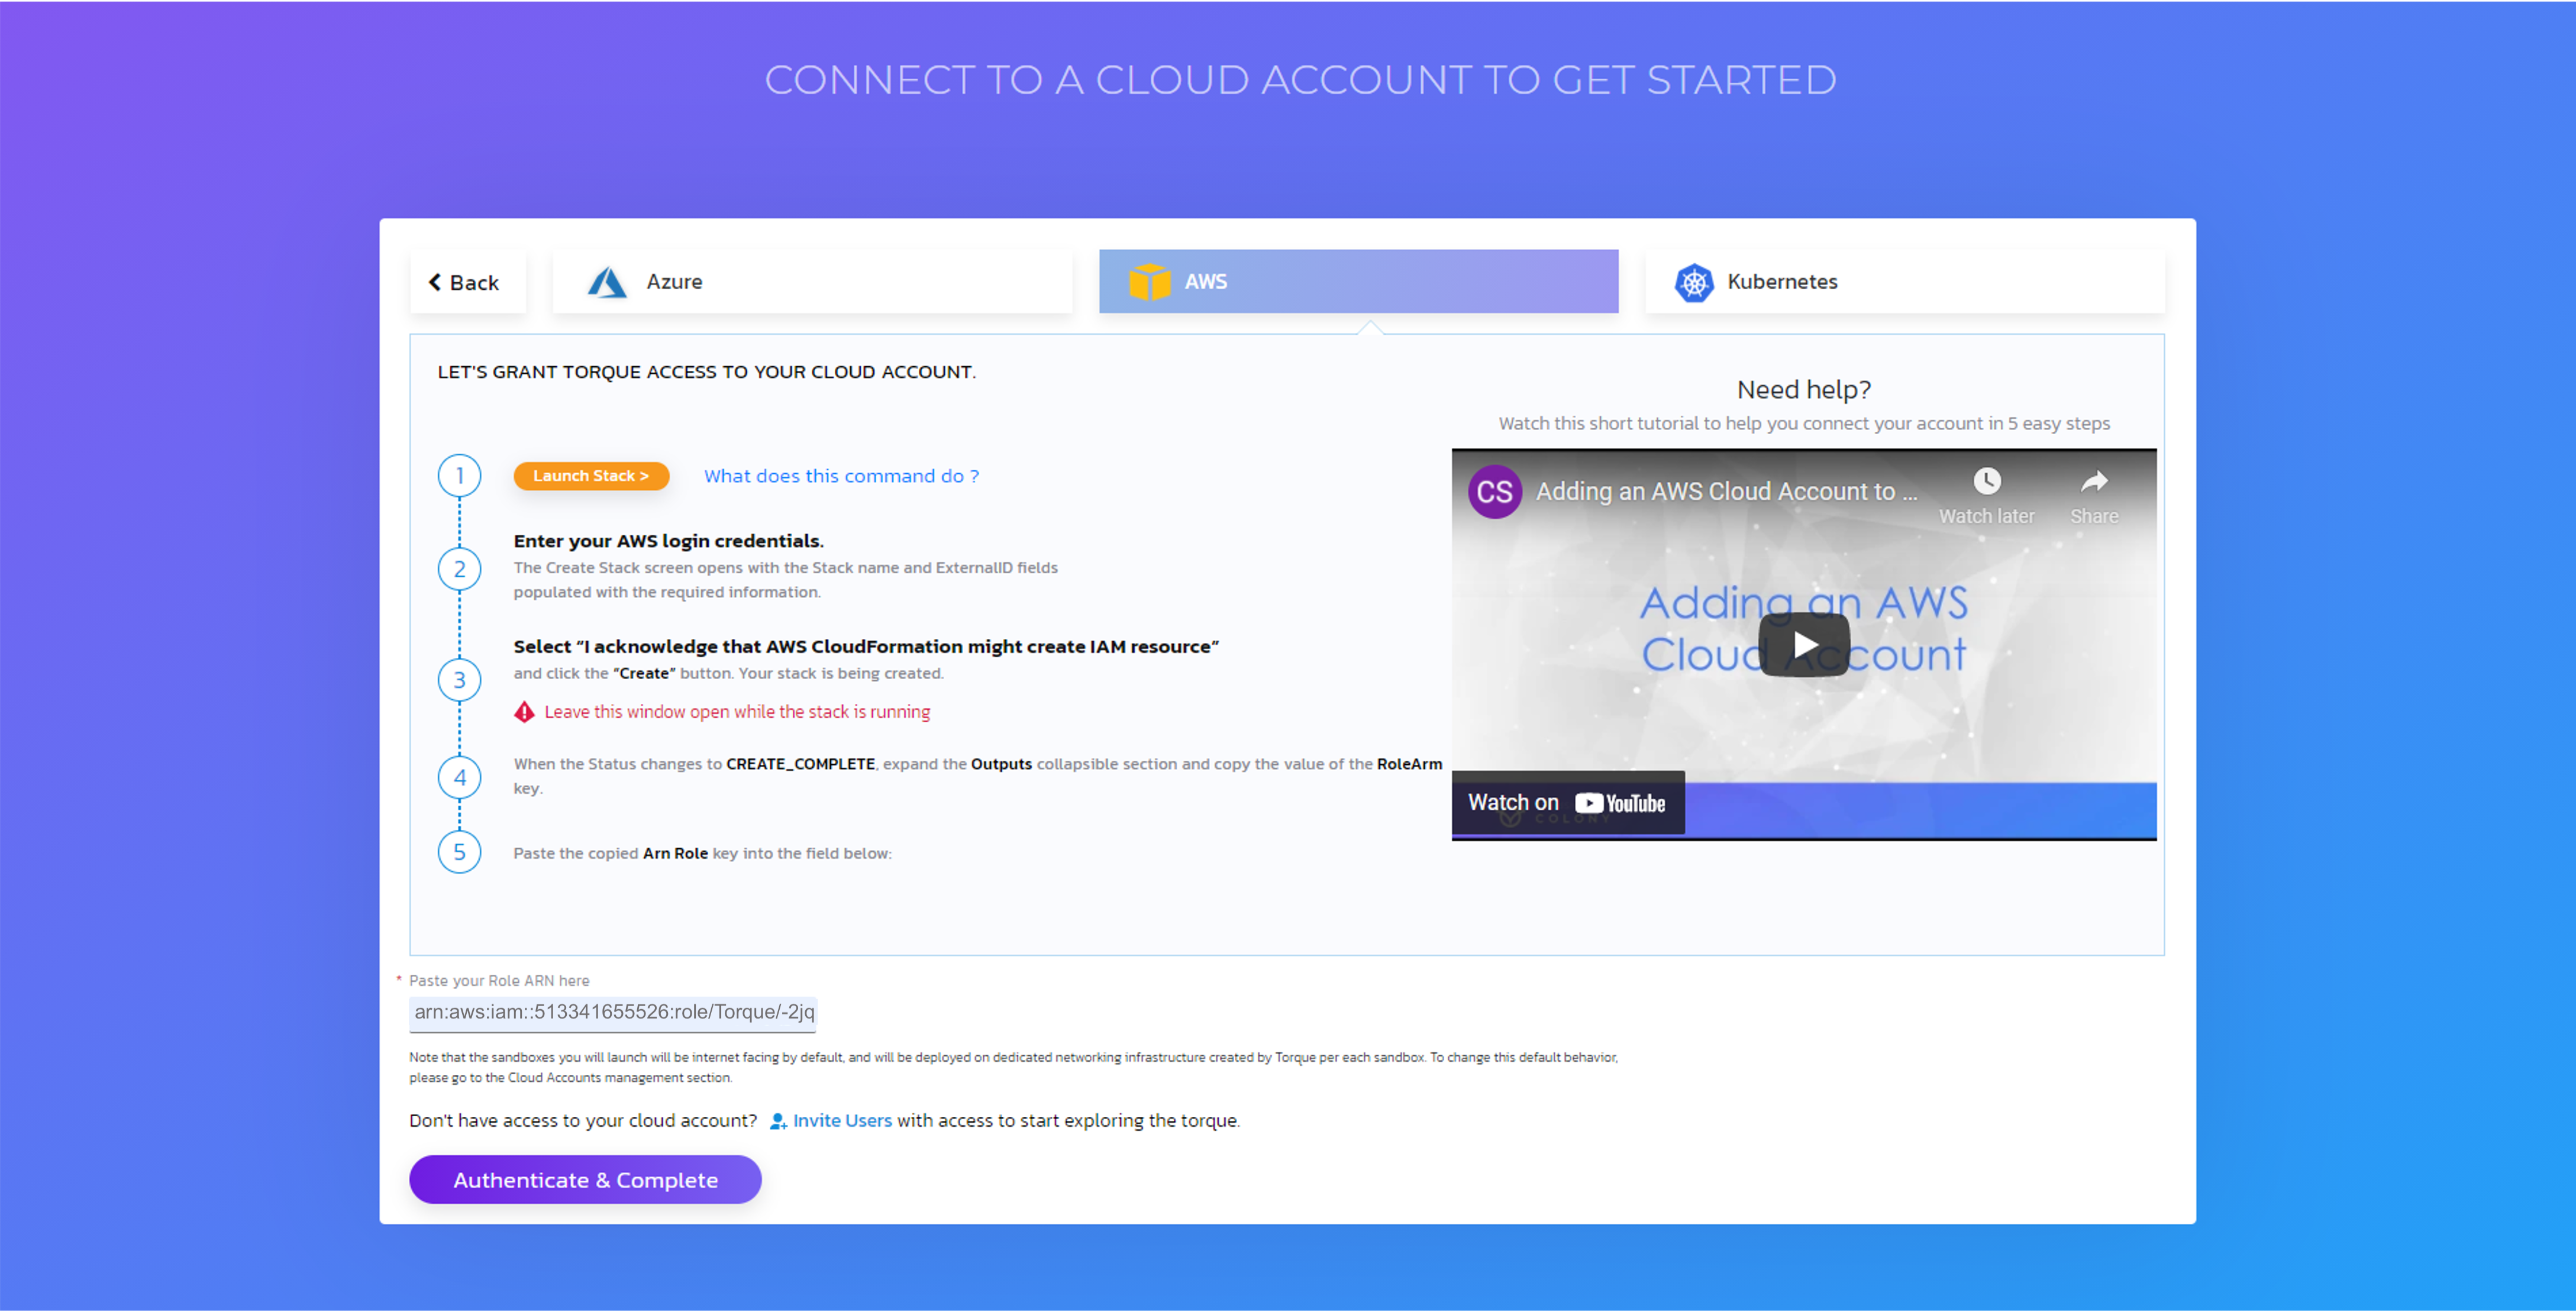 CONNECT TO A CLOUD ACCOUNT TO GET STARTED
Back
Azure
AWS
Kubernetes
LET'S GRANT TORQUE ACCESS TO YOUR CLOUD ACCOUNT.
1
Launch Stack >
What does this command do ?
2
Enter your AWS login credentials.
The Create Stack screen opens with the Stack name and ExternalID fields
populated with the required information.
3
Select “I acknowledge that AWS CloudFormation might create IAM resource”
and click the “Create” button. Your stack is being created.
Leave this window open while the stack is running
4
When the Status changes to CREATE_COMPLETE, expand the Outputs collapsible section and copy the value of the RoleArm
key.
5
Paste the copied Arn Role key into the field below:
Need help?
Watch this short tutorial to help you connect your account in 5 easy steps
CS
Adding an AWS Cloud Account to ...
Watch later
Share
Adding an AWS
Cloud Account
Watch on YouTube
COLONY
* Paste your Role ARN here
arn:aws:iam::513341655526:role/Torque/-2jq
Note that the sandboxes you will launch will be internet facing by default, and will be deployed on dedicated networking infrastructure created by Torque per each sandbox. To change this default behavior,
please go to the Cloud Accounts management section.
Don't have access to your cloud account? Invite Users with access to start exploring the torque.
Authenticate & Complete